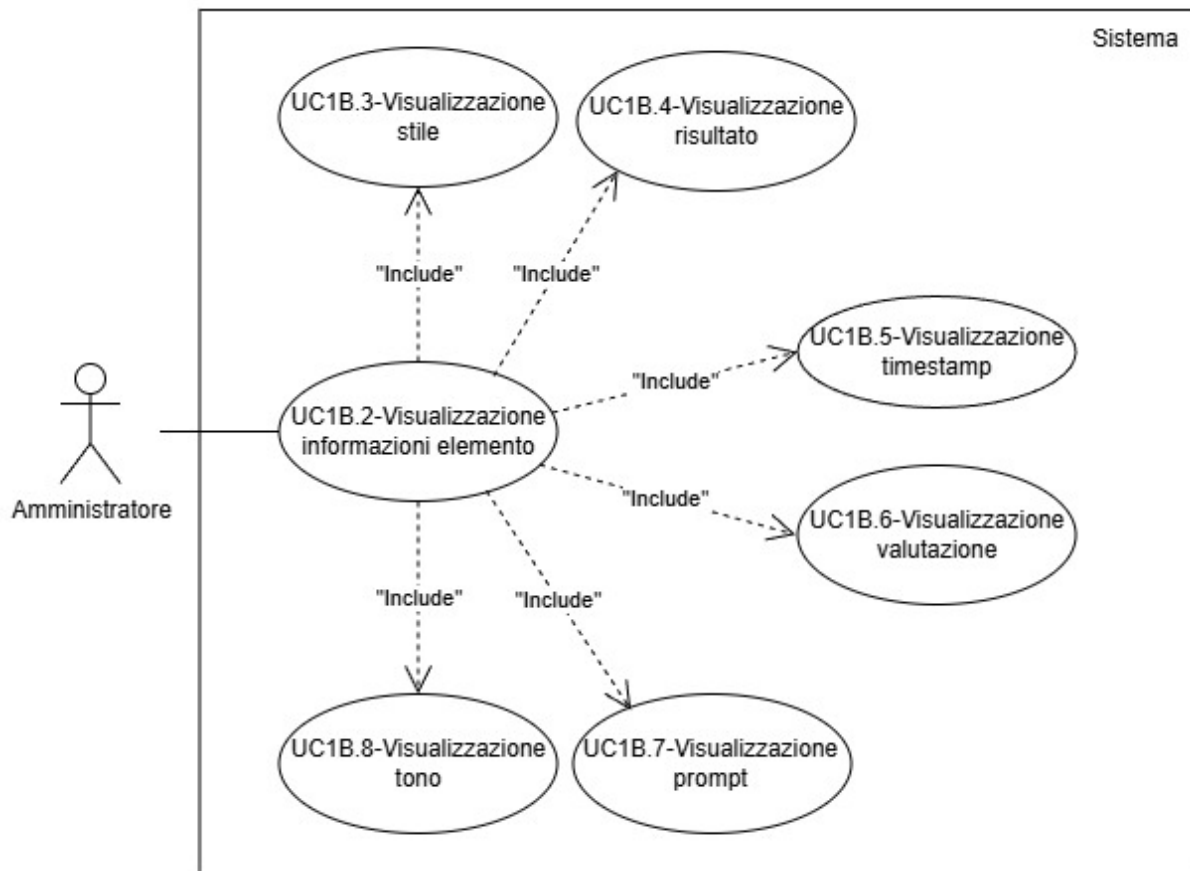 Sistema
UC1B.3-Visualizzazione
stile
UC1B.4-Visualizzazione
risultato
"Include"
"Include"
UC1B.5-Visualizzazione
timestamp
"Include"
UC1B.2-Visualizzazione
informazioni elemento
Amministratore
"Include"
UC1B.6-Visualizzazione
valutazione
"Include"
"Include"
UC1B.8-Visualizzazione
tono
UC1B.7-Visualizzazione
prompt